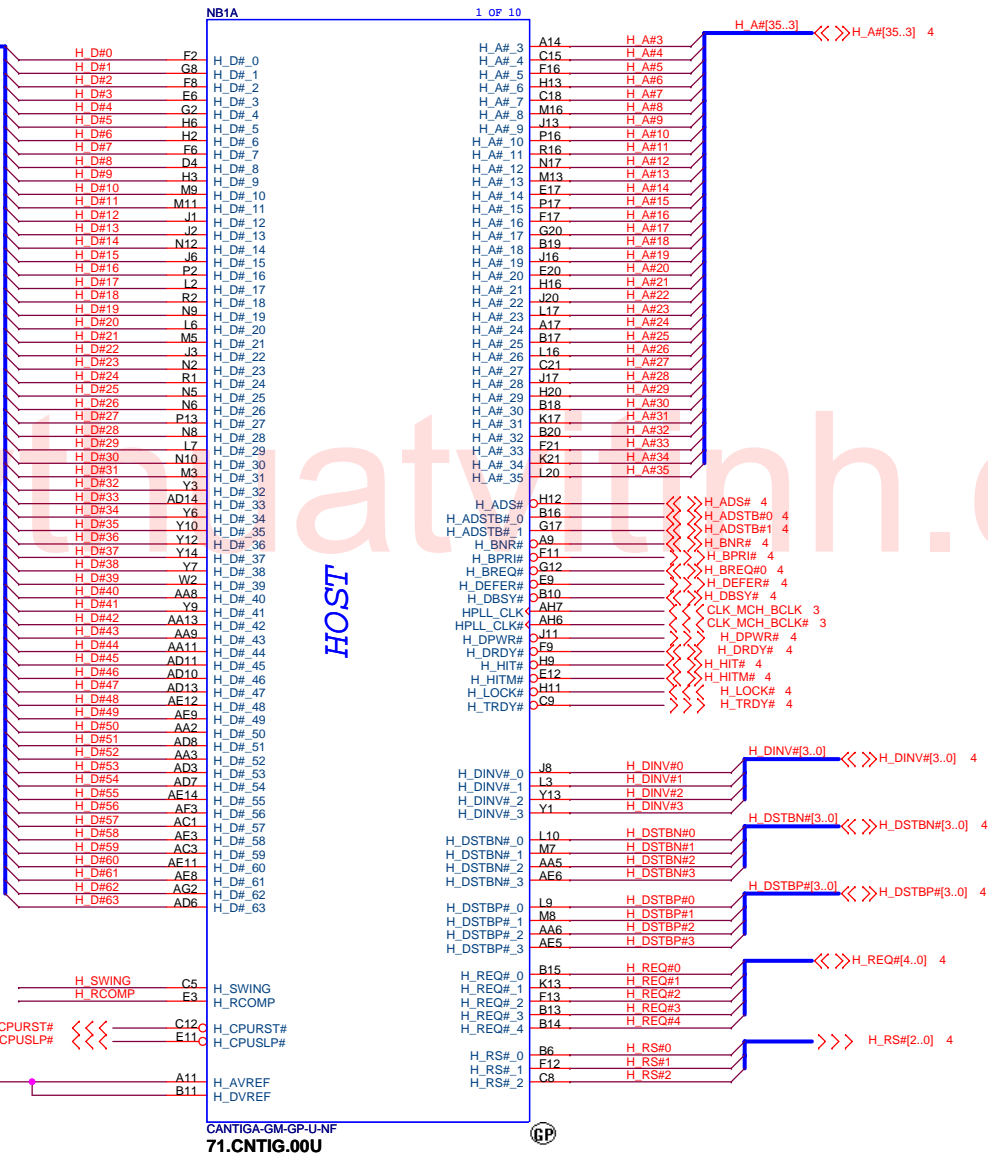 NB1A
1 OF 10
H_D#0 F2 H_D#_0
H_D#1 G8 H_D#_1
H_D#2 F8 H_D#_2
H_D#3 E6 H_D#_3
H_D#4 G2 H_D#_4
H_D#5 H6 H_D#_5
H_D#6 H2 H_D#_6
H_D#7 F6 H_D#_7
H_D#8 D4 H_D#_8
H_D#9 H3 H_D#_9
H_D#10 M9 H_D#_10
H_D#11 M11 H_D#_11
H_D#12 J1 H_D#_12
H_D#13 J2 H_D#_13
H_D#14 N12 H_D#_14
H_D#15 J6 H_D#_15
H_D#16 P2 H_D#_16
H_D#17 L2 H_D#_17
H_D#18 R2 H_D#_18
H_D#19 N9 H_D#_19
H_D#20 L6 H_D#_20
H_D#21 M5 H_D#_21
H_D#22 J3 H_D#_22
H_D#23 N2 H_D#_23
H_D#24 R1 H_D#_24
H_D#25 N5 H_D#_25
H_D#26 N6 H_D#_26
H_D#27 P13 H_D#_27
H_D#28 N8 H_D#_28
H_D#29 L7 H_D#_29
H_D#30 N10 H_D#_30
H_D#31 M3 H_D#_31
H_D#32 Y3 H_D#_32
H_D#33 AD14 H_D#_33
H_D#34 Y6 H_D#_34
H_D#35 Y10 H_D#_35
H_D#36 Y12 H_D#_36
H_D#37 Y14 H_D#_37
H_D#38 Y7 H_D#_38
H_D#39 W2 H_D#_39
H_D#40 AA8 H_D#_40
H_D#41 Y9 H_D#_41
H_D#42 AA13 H_D#_42
H_D#43 AA9 H_D#_43
H_D#44 AA11 H_D#_44
H_D#45 AD11 H_D#_45
H_D#46 AD10 H_D#_46
H_D#47 AD13 H_D#_47
H_D#48 AE12 H_D#_48
H_D#49 AE9 H_D#_49
H_D#50 AA2 H_D#_50
H_D#51 AD8 H_D#_51
H_D#52 AA3 H_D#_52
H_D#53 AD3 H_D#_53
H_D#54 AD7 H_D#_54
H_D#55 AE14 H_D#_55
H_D#56 AF3 H_D#_56
H_D#57 AC1 H_D#_57
H_D#58 AE3 H_D#_58
H_D#59 AC3 H_D#_59
H_D#60 AE11 H_D#_60
H_D#61 AE8 H_D#_61
H_D#62 AG2 H_D#_62
H_D#63 AD6 H_D#_63
H_SWING C5 H_SWING
H_RCOMP E3 H_RCOMP
CPURST# C12 H_CPURST#
CPUSLP# E11 H_CPUSLP#
A11 H_AVREF
B11 H_DVREF
HOST
H_A#[35..3] H_A#[35..3] 4
H_A#_3 A14 H_A#3
H_A#_4 C15 H_A#4
H_A#_5 F16 H_A#5
H_A#_6 H13 H_A#6
H_A#_7 C18 H_A#7
H_A#_8 M16 H_A#8
H_A#_9 J13 H_A#9
H_A#_10 P16 H_A#10
H_A#_11 R16 H_A#11
H_A#_12 N17 H_A#12
H_A#_13 M13 H_A#13
H_A#_14 E17 H_A#14
H_A#_15 P17 H_A#15
H_A#_16 F17 H_A#16
H_A#_17 G20 H_A#17
H_A#_18 B19 H_A#18
H_A#_19 J16 H_A#19
H_A#_20 E20 H_A#20
H_A#_21 H16 H_A#21
H_A#_22 J20 H_A#22
H_A#_23 L17 H_A#23
H_A#_24 A17 H_A#24
H_A#_25 B17 H_A#25
H_A#_26 L16 H_A#26
H_A#_27 C21 H_A#27
H_A#_28 J17 H_A#28
H_A#_29 H20 H_A#29
H_A#_30 B18 H_A#30
H_A#_31 K17 H_A#31
H_A#_32 B20 H_A#32
H_A#_33 F21 H_A#33
H_A#_34 K21 H_A#34
H_A#_35 L20 H_A#35
H_ADS# H12 H_ADS# 4
H_ADSTB#_0 B16 H_ADSTB#0 4
H_ADSTB#_1 G17 H_ADSTB#1 4
H_BNR# A9 H_BNR# 4
H_BPRI# F11 H_BPRI# 4
H_BREQ# G12 H_BREQ#0 4
H_DEFER# E9 H_DEFER# 4
H_DBSY# B10 H_DBSY# 4
HPLL_CLK AH7 CLK_MCH_BCLK 3
HPLL_CLK# AH6 CLK_MCH_BCLK# 3
H_DPWR# J11 H_DPWR# 4
H_DRDY# F9 H_DRDY# 4
H_HIT# H9 H_HIT# 4
H_HITM# E12 H_HITM# 4
H_LOCK# H11 H_LOCK# 4
H_TRDY# C9 H_TRDY# 4
H_DINV#[3..0] H_DINV#[3..0] 4
H_DINV#_0 J8 H_DINV#0
H_DINV#_1 L3 H_DINV#1
H_DINV#_2 Y13 H_DINV#2
H_DINV#_3 Y1 H_DINV#3
H_DSTBN#[3..0] H_DSTBN#[3..0] 4
H_DSTBN#_0 L10 H_DSTBN#0
H_DSTBN#_1 M7 H_DSTBN#1
H_DSTBN#_2 AA5 H_DSTBN#2
H_DSTBN#_3 AE6 H_DSTBN#3
H_DSTBP#[3..0] H_DSTBP#[3..0] 4
H_DSTBP#_0 L9 H_DSTBP#0
H_DSTBP#_1 M8 H_DSTBP#1
H_DSTBP#_2 AA6 H_DSTBP#2
H_DSTBP#_3 AE5 H_DSTBP#3
H_REQ#[4..0] 4
H_REQ#_0 B15 H_REQ#0
H_REQ#_1 K13 H_REQ#1
H_REQ#_2 F13 H_REQ#2
H_REQ#_3 B13 H_REQ#3
H_REQ#_4 B14 H_REQ#4
H_RS#[2..0] 4
H_RS#_0 B6 H_RS#0
H_RS#_1 F12 H_RS#1
H_RS#_2 C8 H_RS#2
CANTIGA-GM-GP-U-NF
71.CNTIG.00U
GP
thuatvitinh.c